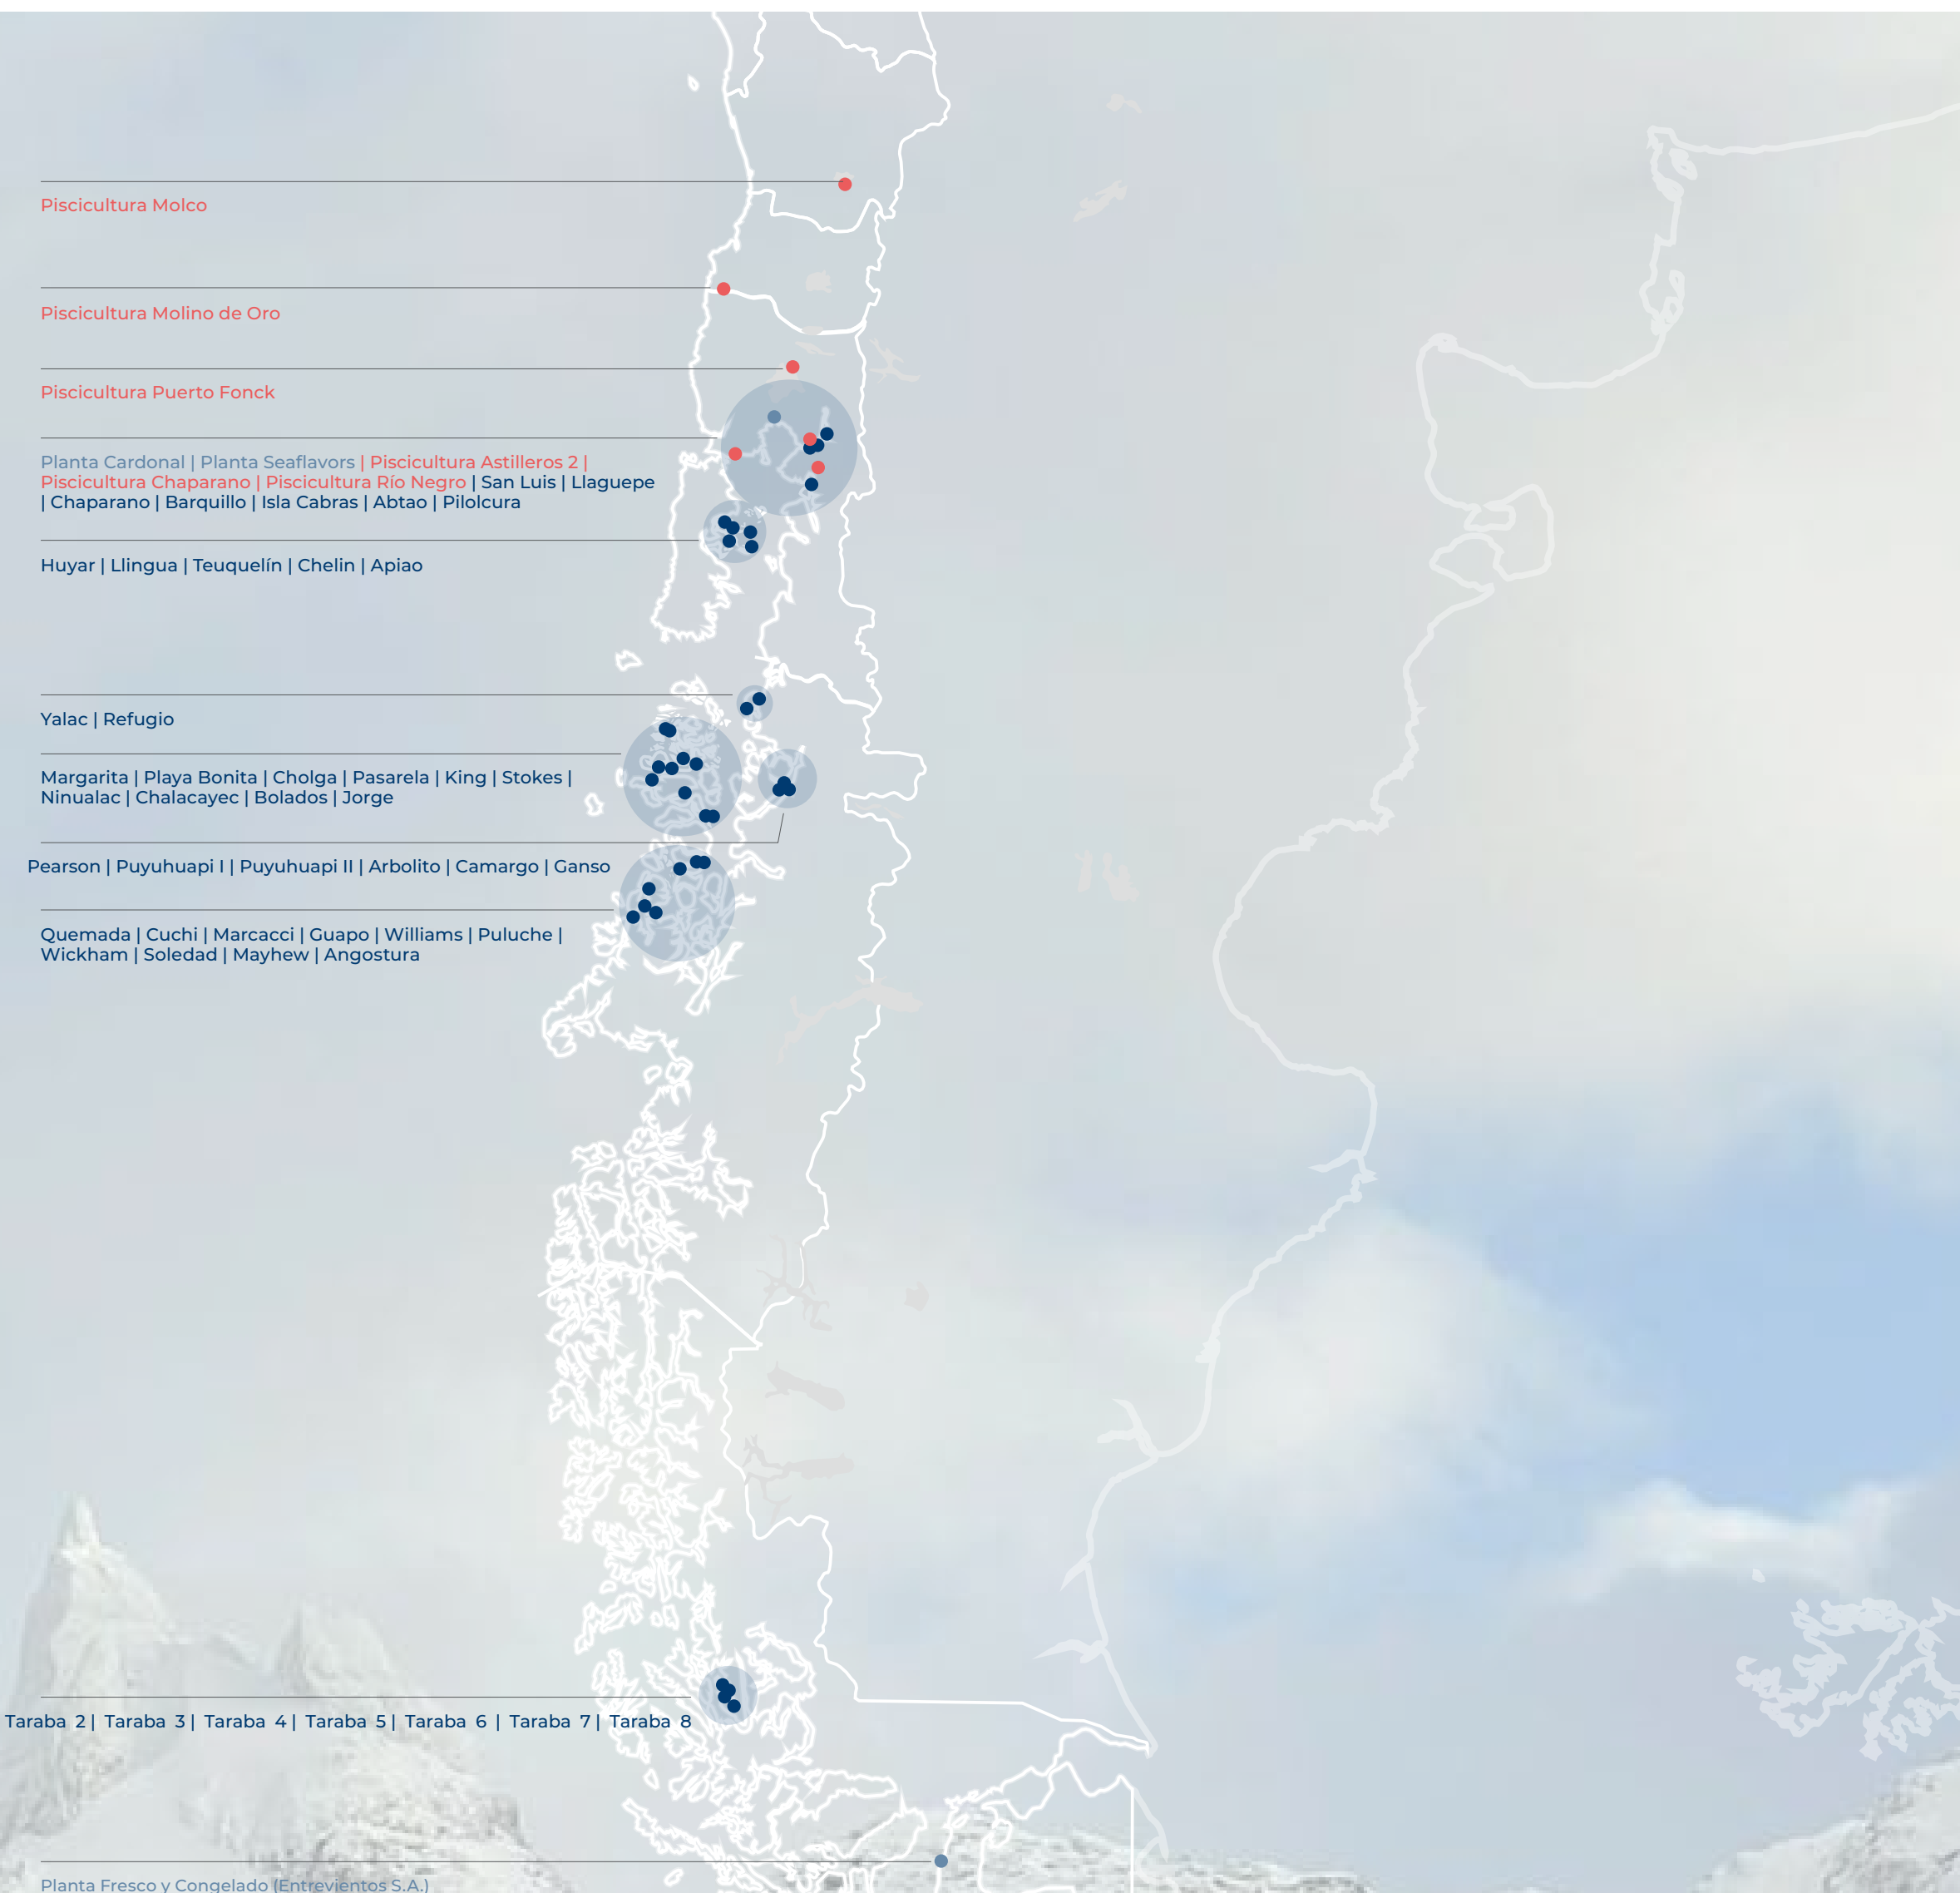 Piscicultura Molco
Piscicultura Molino de Oro
Piscicultura Puerto Fonck
Planta Cardonal | Planta Seaflavors | Piscicultura Astilleros 2 |
Piscicultura Chaparano | Piscicultura Río Negro | San Luis | Llaguepe
| Chaparano | Barquillo | Isla Cabras | Abtao | Pilolcura
Huyar | Llingua | Teuquelín | Chelin | Apiao
Yalac | Refugio
Margarita | Playa Bonita | Cholga | Pasarela | King | Stokes |
Ninualac | Chalacayec | Bolados | Jorge
Pearson | Puyuhuapi I | Puyuhuapi II | Arbolito | Camargo | Ganso
Quemada | Cuchi | Marcacci | Guapo | Williams | Puluche |
Wickham | Soledad | Mayhew | Angostura
Taraba 2 | Taraba 3 | Taraba 4 | Taraba 5 | Taraba 6 | Taraba 7 | Taraba 8
Planta Fresco y Congelado (Entrevientos S.A.)